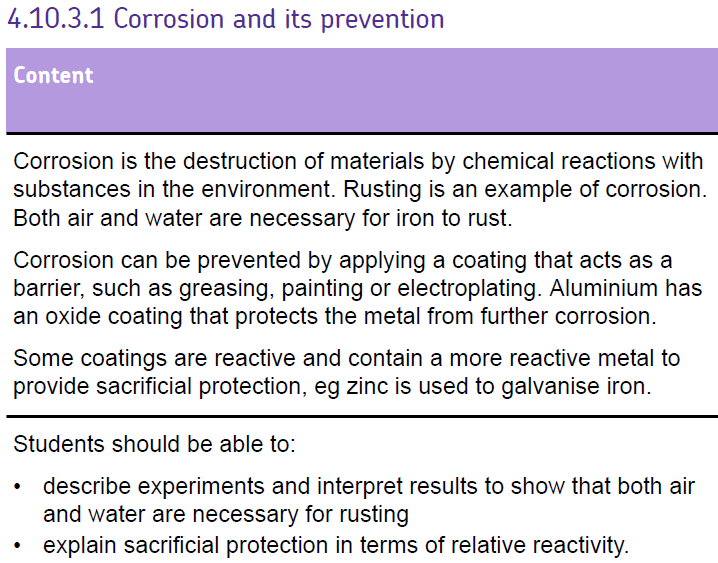 4.10.3.1 Corrosion and its prevention
Content
Corrosion is the destruction of materials by chemical reactions with
substances in the environment. Rusting is an example of corrosion.
Both air and water are necessary for iron to rust.
Corrosion can be prevented by applying a coating that acts as a
barrier, such as greasing, painting or electroplating. Aluminium has
an oxide coating that protects the metal from further corrosion.
Some coatings are reactive and contain a more reactive metal to
provide sacrificial protection, eg zinc is used to galvanise iron.
Students should be able to:
• describe experiments and interpret results to show that both air
and water are necessary for rusting
• explain sacrificial protection in terms of relative reactivity.